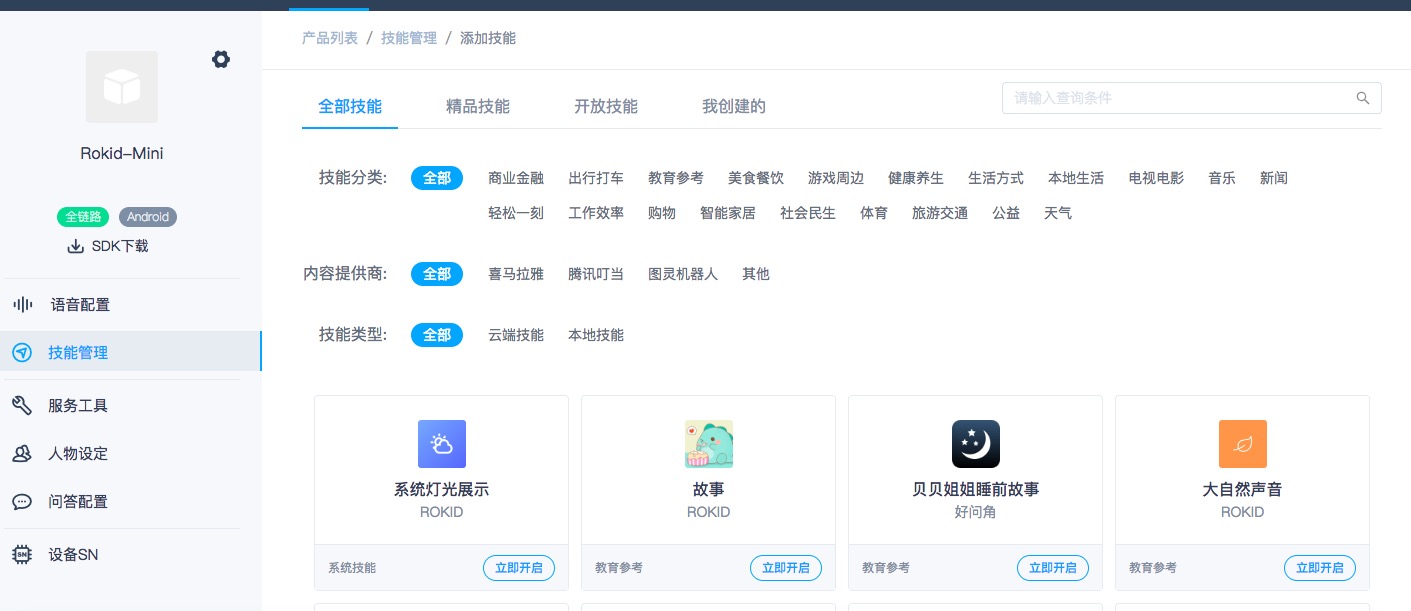 产品列表 / 技能管理 / 添加技能
Rokid-Mini
全链路 Android
SDK下载
语音配置
技能管理
服务工具
人物设定
问答配置
SN 设备SN
全部技能 精品技能 开放技能 我创建的
请输入查询条件
技能分类: 全部 商业金融 出行打车 教育参考 美食餐饮 游戏周边 健康养生 生活方式 本地生活 电视电影 音乐 新闻
轻松一刻 工作效率 购物 智能家居 社会民生 体育 旅游交通 公益 天气
内容提供商: 全部 喜马拉雅 腾讯叮当 图灵机器人 其他
技能类型: 全部 云端技能 本地技能
系统灯光展示
ROKID
系统技能 立即开启
故事
ROKID
教育参考 立即开启
贝贝姐姐睡前故事
好问角
教育参考 立即开启
大自然声音
ROKID
教育参考 立即开启